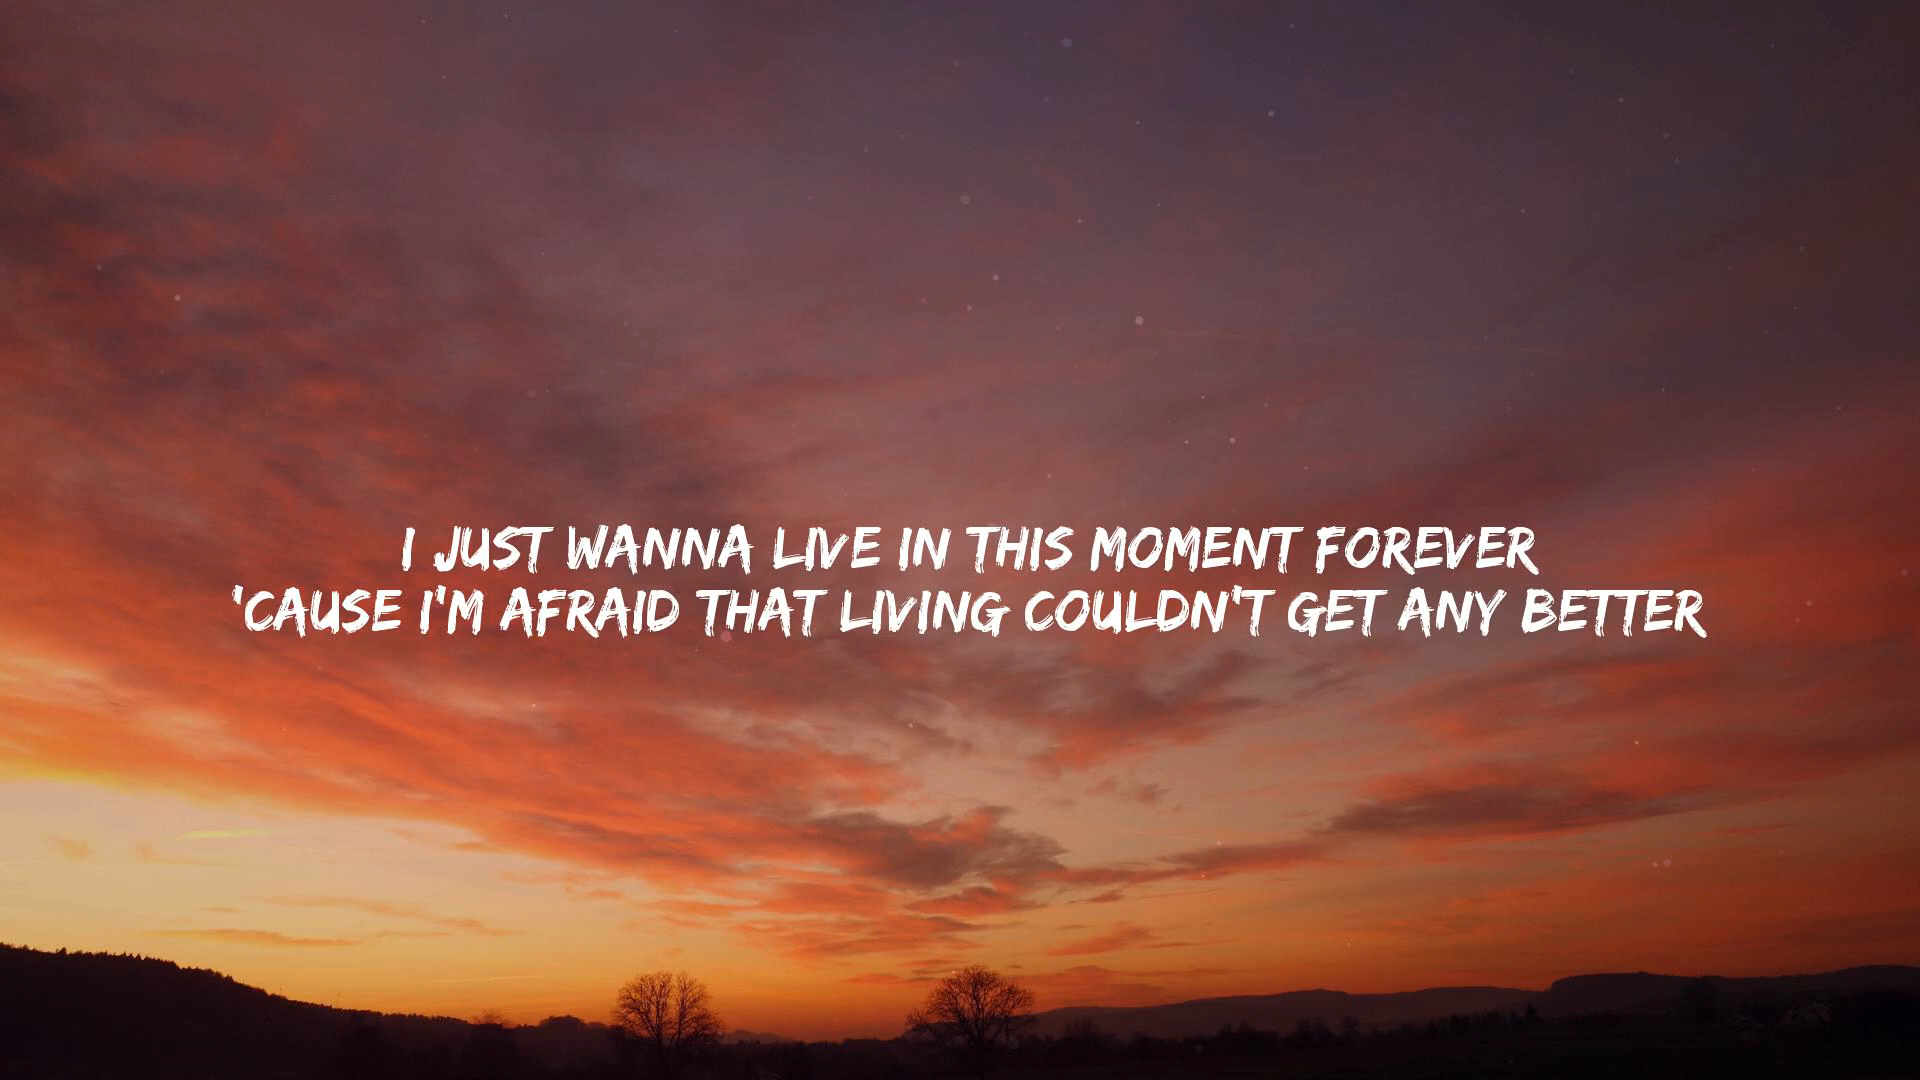 I JUST WANNA LIVE IN THIS MOMENT FOREVER
'CAUSE I'M AFRAID THAT LIVING COULDN'T GET ANY BETTER